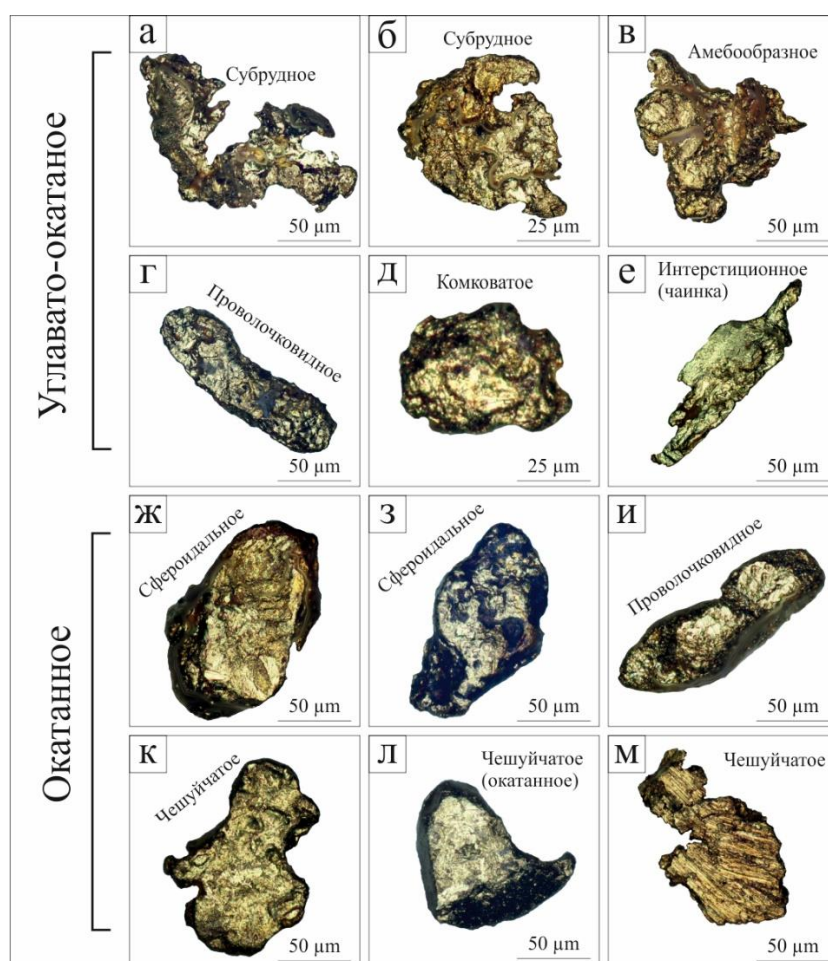 Углавато-окатаное
а
Субрудное
50 µm
б
Субрудное
25 µm
в
Амебообразное
50 µm
г
Проволочковидное
50 µm
д
Комковатое
25 µm
е
Интерстиционное
(чаинка)
50 µm
Окатанное
ж
Сфероидальное
50 µm
з
Сфероидальное
50 µm
и
Проволочковидное
50 µm
к
Чешуйчатое
50 µm
л
Чешуйчатое
(окатанное)
50 µm
м
Чешуйчатое
50 µm